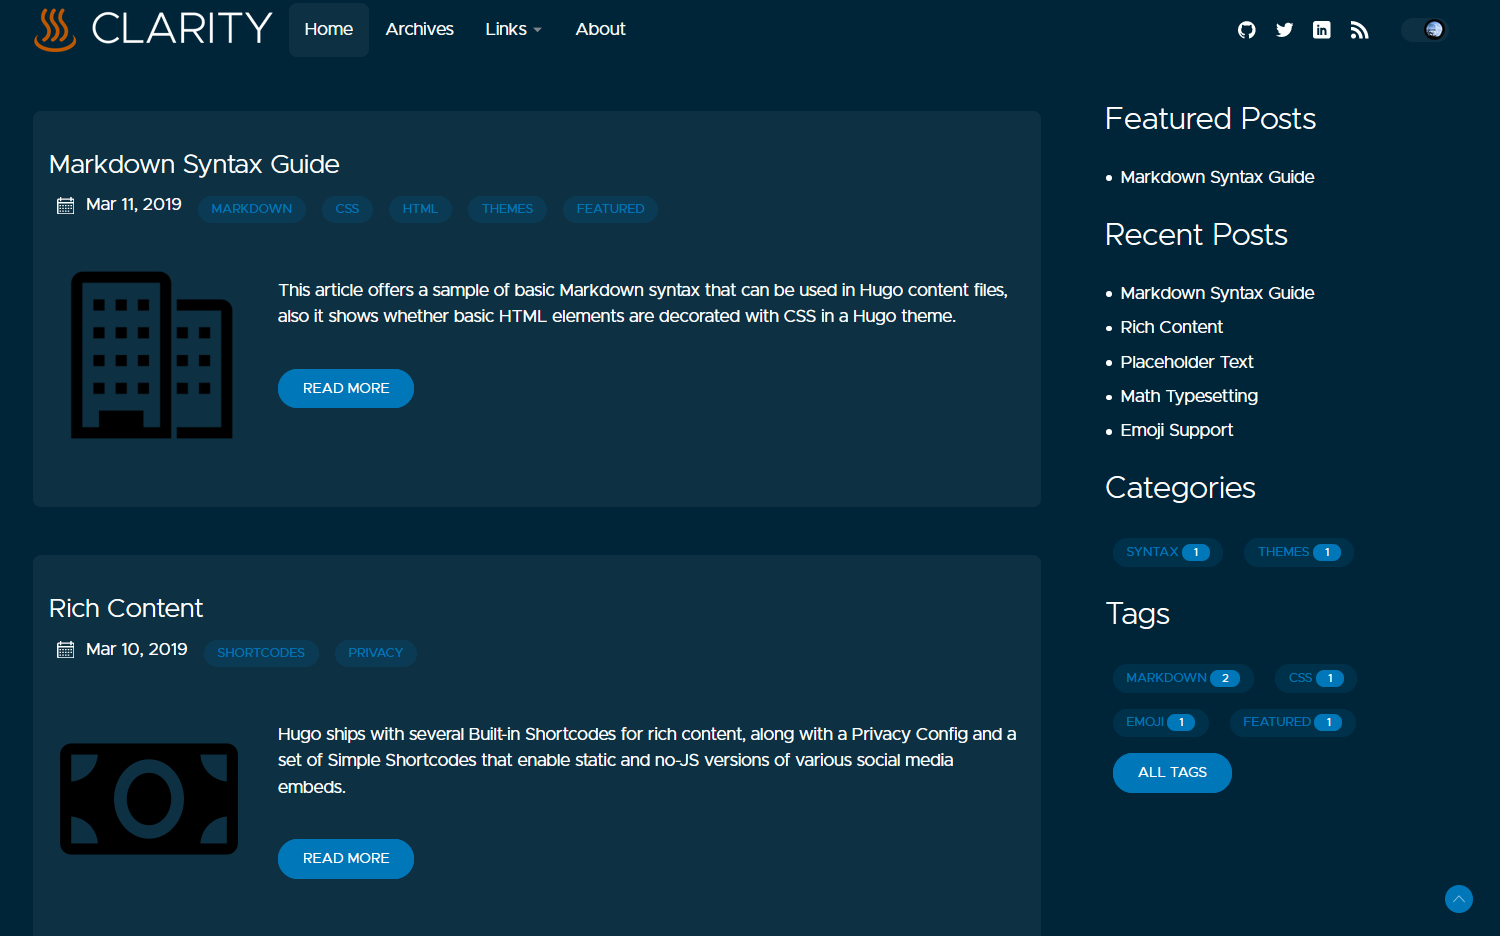 CLARITY
Home
Archives
Links
About
Markdown Syntax Guide
Mar 11, 2019
MARKDOWN
CSS
HTML
THEMES
FEATURED
This article offers a sample of basic Markdown syntax that can be used in Hugo content files,
also it shows whether basic HTML elements are decorated with CSS in a Hugo theme.
READ MORE
Rich Content
Mar 10, 2019
SHORTCODES
PRIVACY
Hugo ships with several Built-in Shortcodes for rich content, along with a Privacy Config and a
set of Simple Shortcodes that enable static and no-JS versions of various social media
embeds.
READ MORE
Featured Posts
Markdown Syntax Guide
Recent Posts
Markdown Syntax Guide
Rich Content
Placeholder Text
Math Typesetting
Emoji Support
Categories
SYNTAX 1
THEMES 1
Tags
MARKDOWN 2
CSS 1
EMOJI 1
FEATURED 1
ALL TAGS